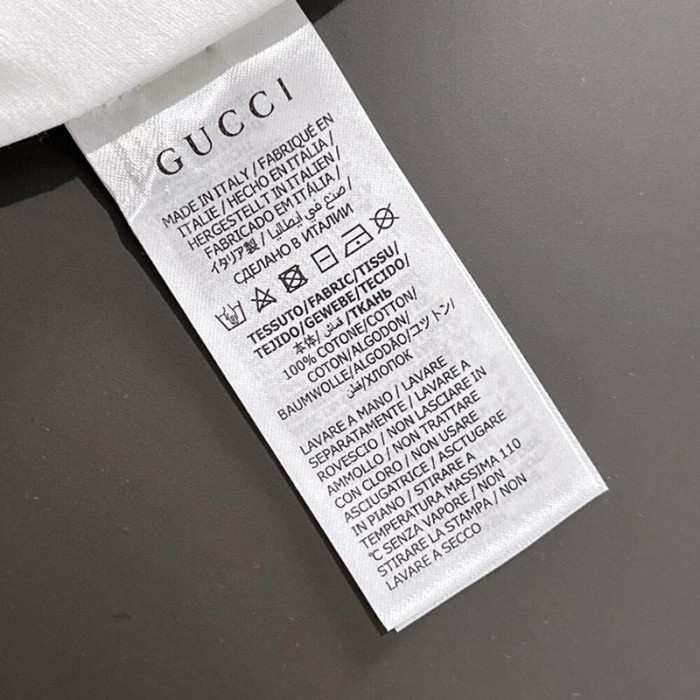 GUCCI
MADE IN ITALY / FABRIQUÉ EN
ITALIE / HECHO EN ITALIA /
HERGESTELLT IN ITALIEN /
FABRICADO EM ITÁLIA /
イタリア製 / صنع في ايطاليا /
СДЕЛАНО В ИТАЛИИ
TESSUTO/FABRIC/TISSU/
TEJIDO/GEWEBE/TECIDO/
本体/ قماش /ТКАНЬ
100% COTONE/COTTON/
COTON/ALGODON/
BAUMWOLLE/ALGODÃO/コットン/
قطن/ХЛОПОК
LAVARE A MANO / LAVARE
SEPARATAMENTE / LAVARE A
ROVESCIO / NON LASCIARE IN
AMMOLLO / NON TRATTARE
CON CLORO / NON USARE
ASCIUGATRICE / ASCTUGARE
IN PIANO / STIRARE A
TEMPERATURA MASSIMA 110
°C SENZA VAPORE / NON
STIRARE LA STAMPA / NON
LAVARE A SECCO